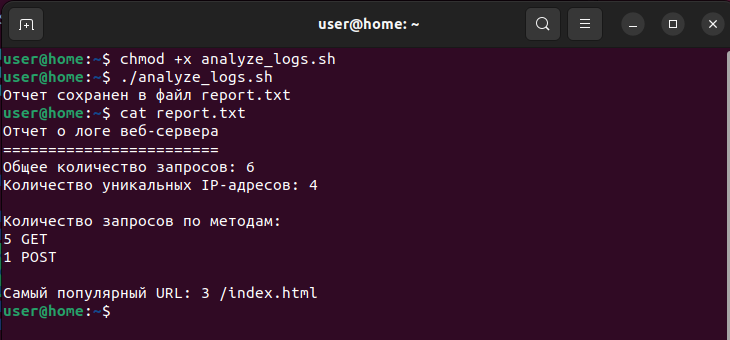 user@home: ~
user@home:~$ chmod +x analyze_logs.sh
user@home:~$ ./analyze_logs.sh
Отчет сохранен в файл report.txt
user@home:~$ cat report.txt
Отчет о логе веб-сервера
========================
Общее количество запросов: 6
Количество уникальных IP-адресов: 4
Количество запросов по методам:
5 GET
1 POST
Самый популярный URL: 3 /index.html
user@home:~$